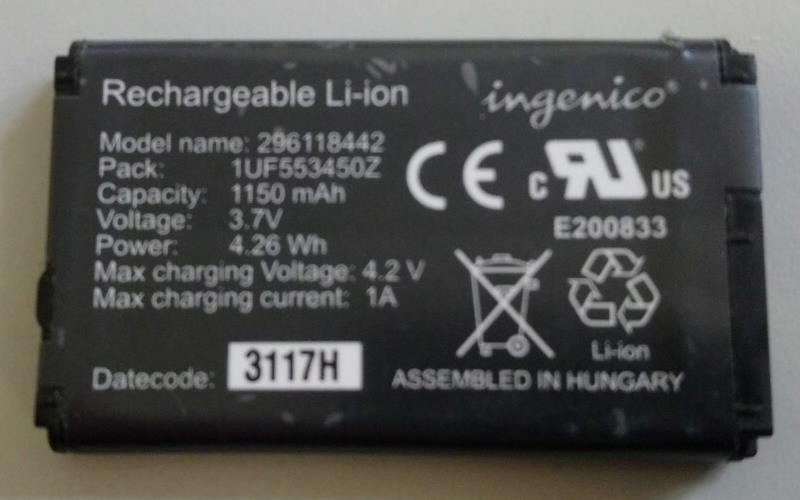 Rechargeable Li-ion
ingenico
Model name: 296118442
Pack: 1UF553450Z
Capacity: 1150 mAh
Voltage: 3.7V
Power: 4.26 Wh
Max charging Voltage: 4.2 V
Max charging current: 1A
CE
c RU US
E200833
Li-ion
Datecode: 3117H
ASSEMBLED IN HUNGARY